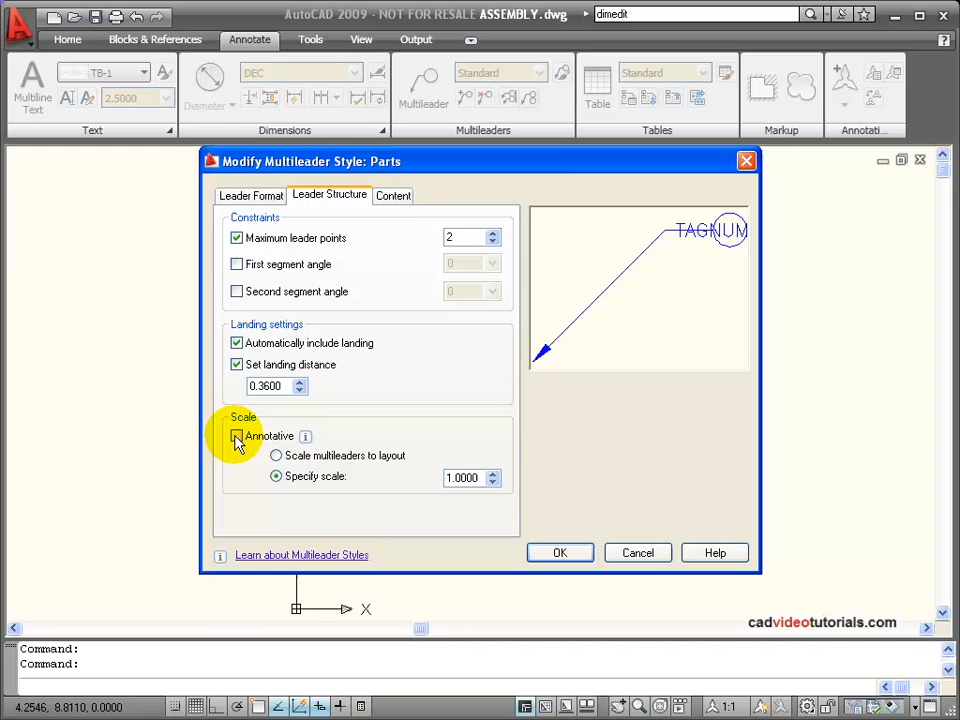 AutoCAD 2009 - NOT FOR RESALE ASSEMBLY.dwg
dimedit
Home
Blocks & References
Annotate
Tools
View
Output
Multiline Text
TB-1
2.5000
Diameter
DEC
Multileader
Standard
Table
Standard
Text
Dimensions
Multileaders
Tables
Markup
Annotati...
Modify Multileader Style: Parts
Leader Format
Leader Structure
Content
Constraints
Maximum leader points
2
First segment angle
0
Second segment angle
0
Landing settings
Automatically include landing
Set landing distance
0.3600
Scale
Annotative
Scale multileaders to layout
Specify scale:
1.0000
TAGNUM
Learn about Multileader Styles
OK
Cancel
Help
X
cadvideotutorials.com
Command:
Command:
4.2546, 8.8110, 0.0000
1:1